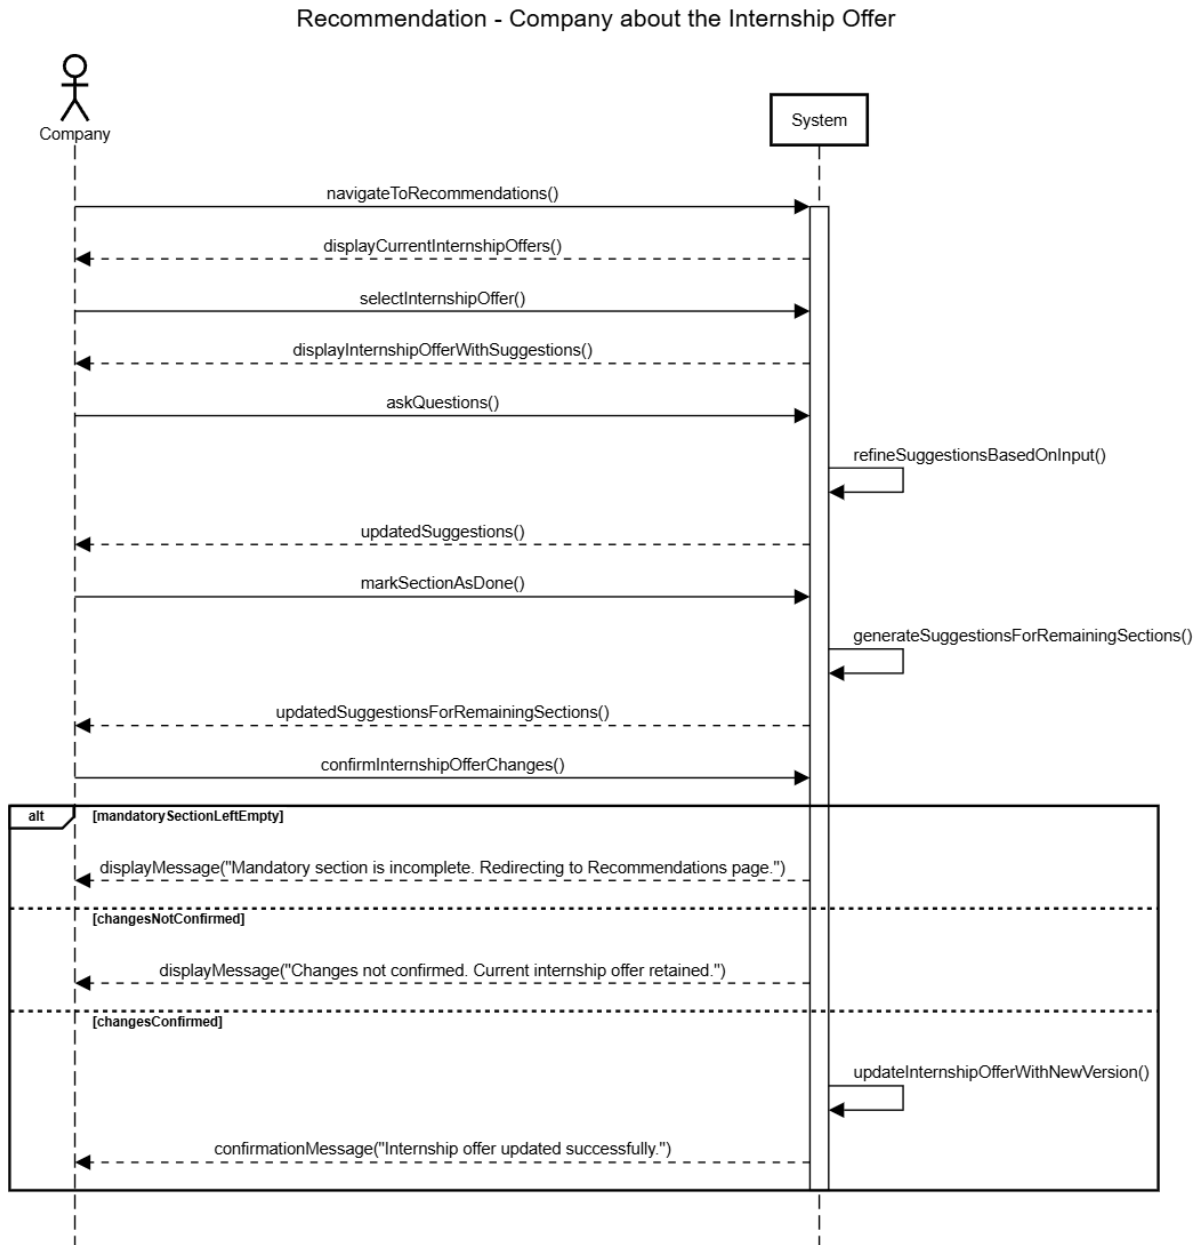 Recommendation - Company about the Internship Offer
Company
System
navigateToRecommendations()
displayCurrentInternshipOffers()
selectInternshipOffer()
displayInternshipOfferWithSuggestions()
askQuestions()
refineSuggestionsBasedOnInput()
updatedSuggestions()
markSectionAsDone()
generateSuggestionsForRemainingSections()
updatedSuggestionsForRemainingSections()
confirmInternshipOfferChanges()
alt [mandatorySectionLeftEmpty]
displayMessage("Mandatory section is incomplete. Redirecting to Recommendations page.")
[changesNotConfirmed]
displayMessage("Changes not confirmed. Current internship offer retained.")
[changesConfirmed]
updateInternshipOfferWithNewVersion()
confirmationMessage("Internship offer updated successfully.")